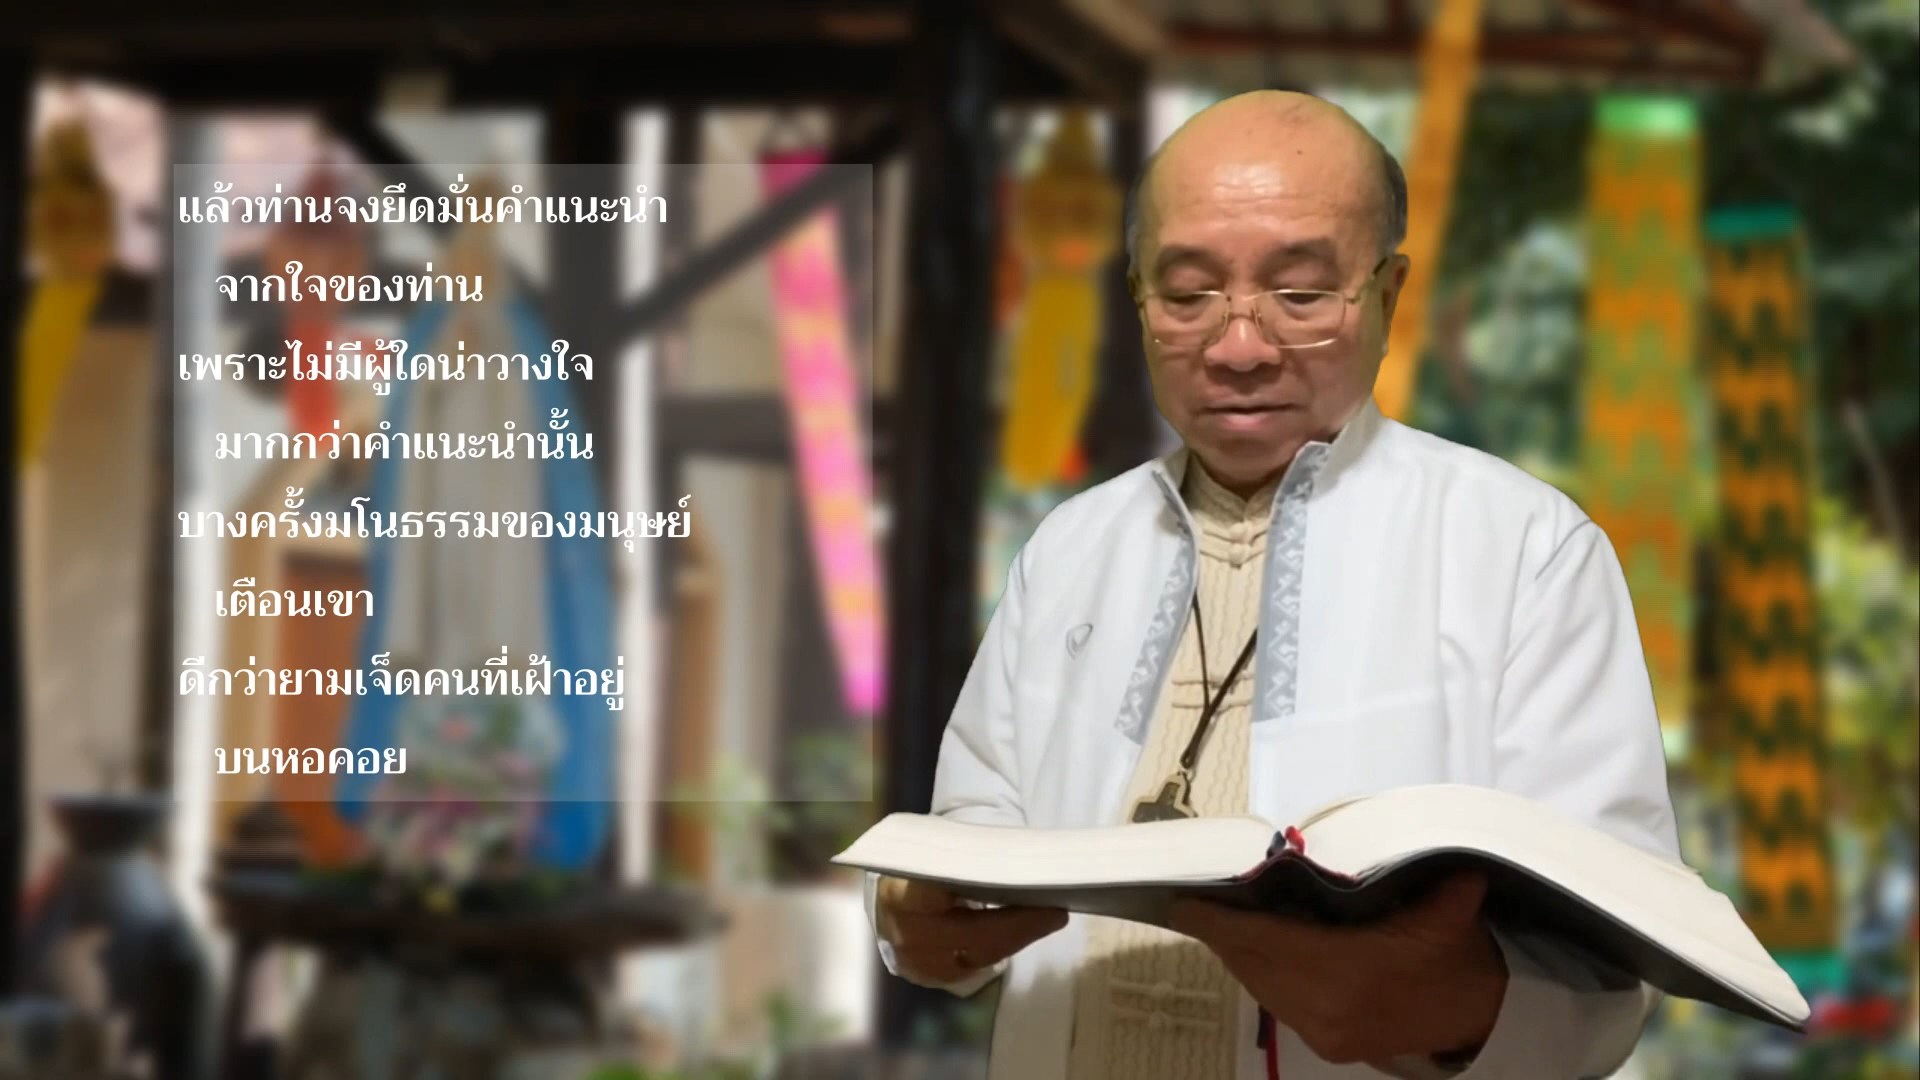 แล้วท่านจงยึดมั่นคำแนะนำ
จากใจของท่าน
เพราะไม่มีผู้ใดน่าวางใจ
มากกว่าคำแนะนำนั้น
บางครั้งมโนธรรมของมนุษย์
เตือนเขา
ดีกว่ายามเจ็ดคนที่เฝ้าอยู่
บนหอคอย